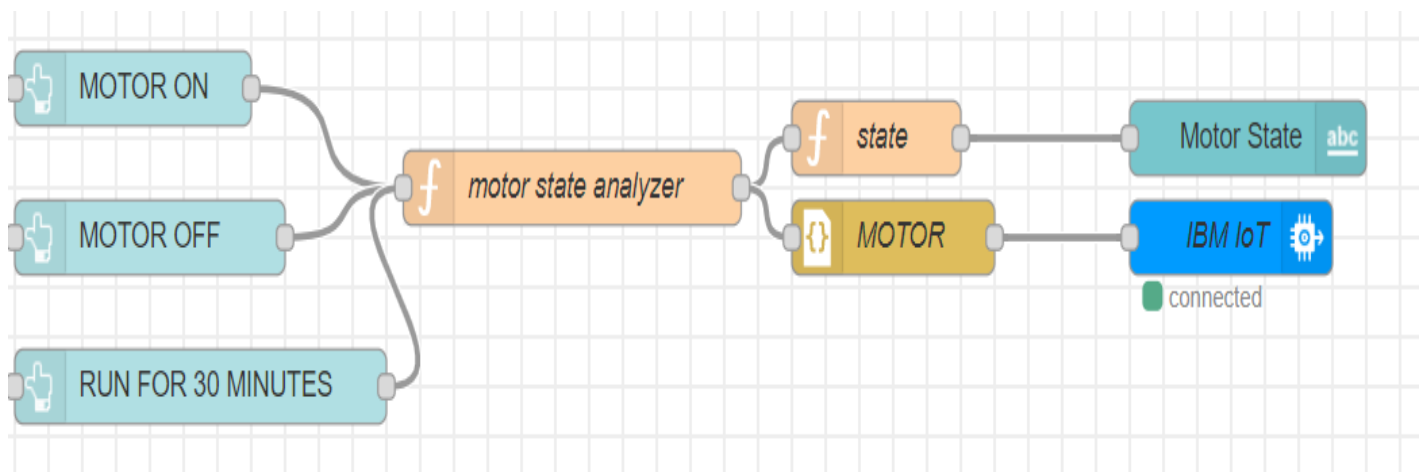 MOTOR ON
MOTOR OFF
RUN FOR 30 MINUTES
motor state analyzer
state
MOTOR
Motor State
abc
IBM IoT
connected